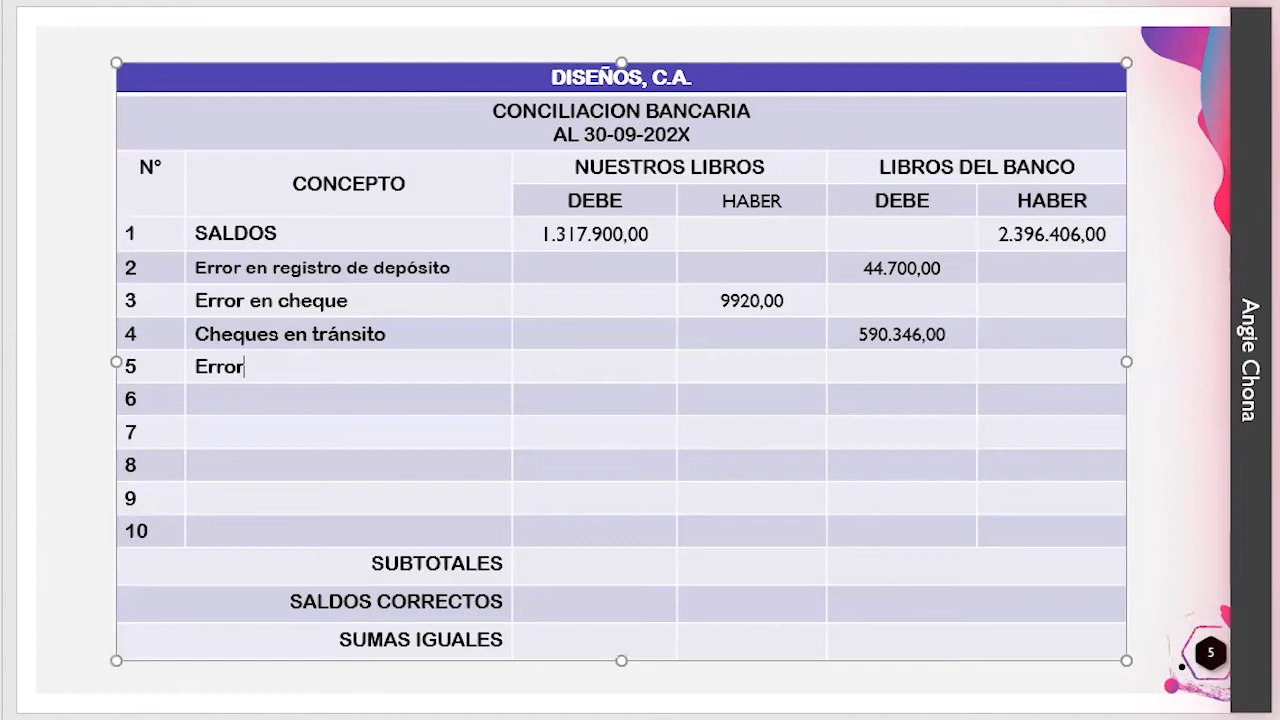 DISEÑOS, C.A.
CONCILIACION BANCARIA
AL 30-09-202X
N° CONCEPTO NUESTROS LIBROS LIBROS DEL BANCO
DEBE HABER DEBE HABER
1 SALDOS 1.317.900,00 2.396.406,00
2 Error en registro de depósito 44.700,00
3 Error en cheque 9920,00
4 Cheques en tránsito 590.346,00
5 Error
6
7
8
9
10
SUBTOTALES
SALDOS CORRECTOS
SUMAS IGUALES
Angie Chona
5